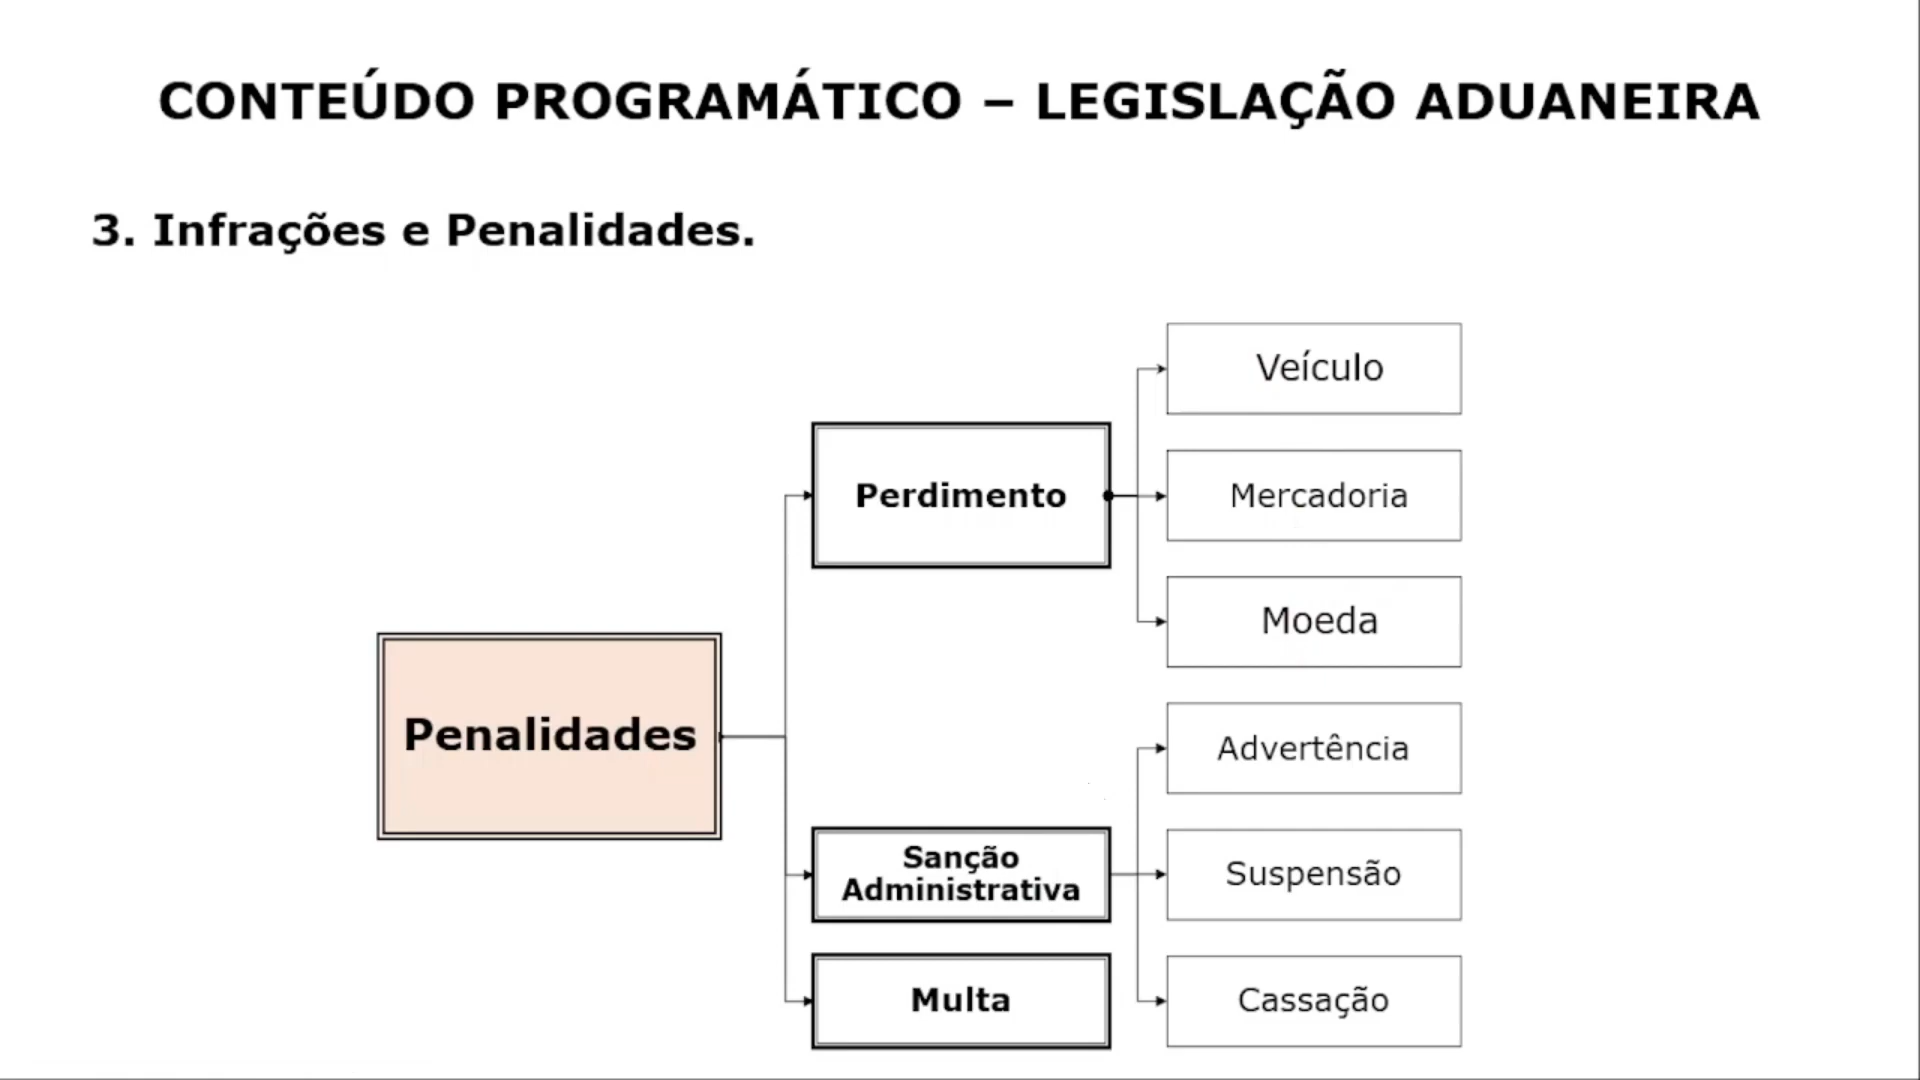 CONTEÚDO PROGRAMÁTICO – LEGISLAÇÃO ADUANEIRA
3. Infrações e Penalidades.
Penalidades
Perdimento
Veículo
Mercadoria
Moeda
Sanção
Administrativa
Advertência
Suspensão
Cassação
Multa